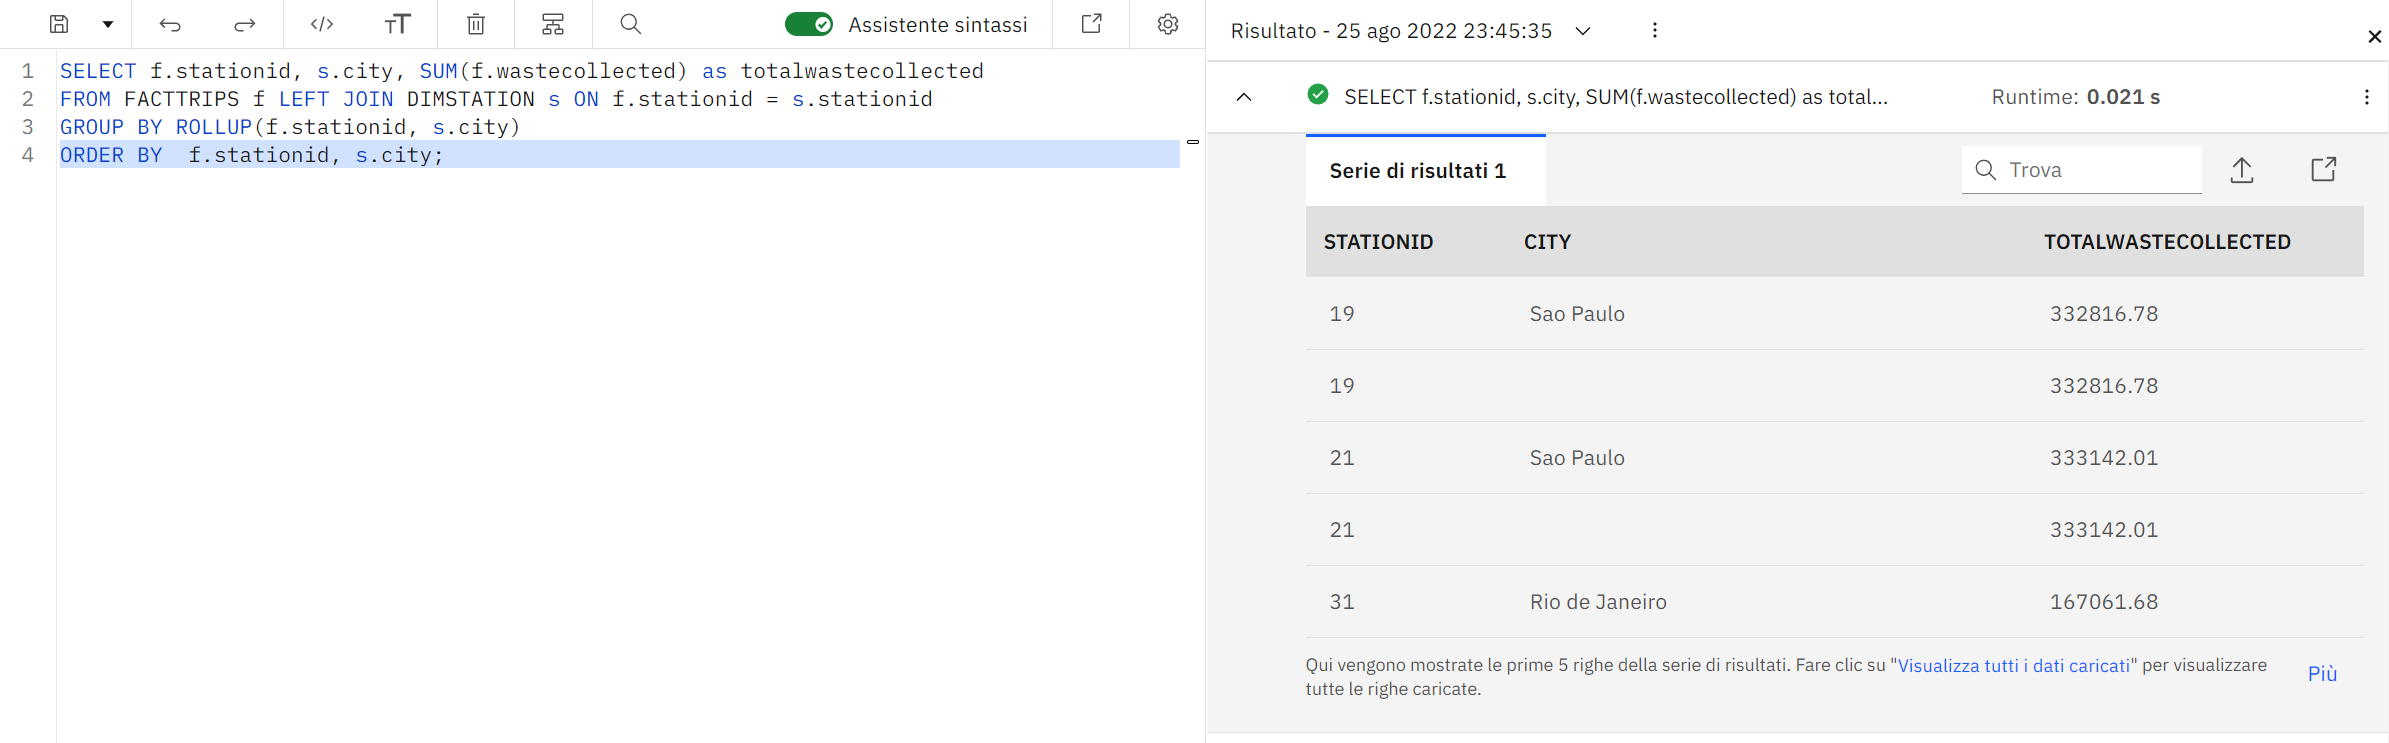 Assistente sintassi
1 SELECT f.stationid, s.city, SUM(f.wastecollected) as totalwastecollected
2 FROM FACTTRIPS f LEFT JOIN DIMSTATION s ON f.stationid = s.stationid
3 GROUP BY ROLLUP(f.stationid, s.city)
4 ORDER BY  f.stationid, s.city;
Risultato - 25 ago 2022 23:45:35
SELECT f.stationid, s.city, SUM(f.wastecollected) as total... Runtime: 0.021 s
Serie di risultati 1 Trova
STATIONID CITY TOTALWASTECOLLECTED
19 Sao Paulo 332816.78
19 332816.78
21 Sao Paulo 333142.01
21 333142.01
31 Rio de Janeiro 167061.68
Qui vengono mostrate le prime 5 righe della serie di risultati. Fare clic su "Visualizza tutti i dati caricati" per visualizzare
tutte le righe caricate.
Più